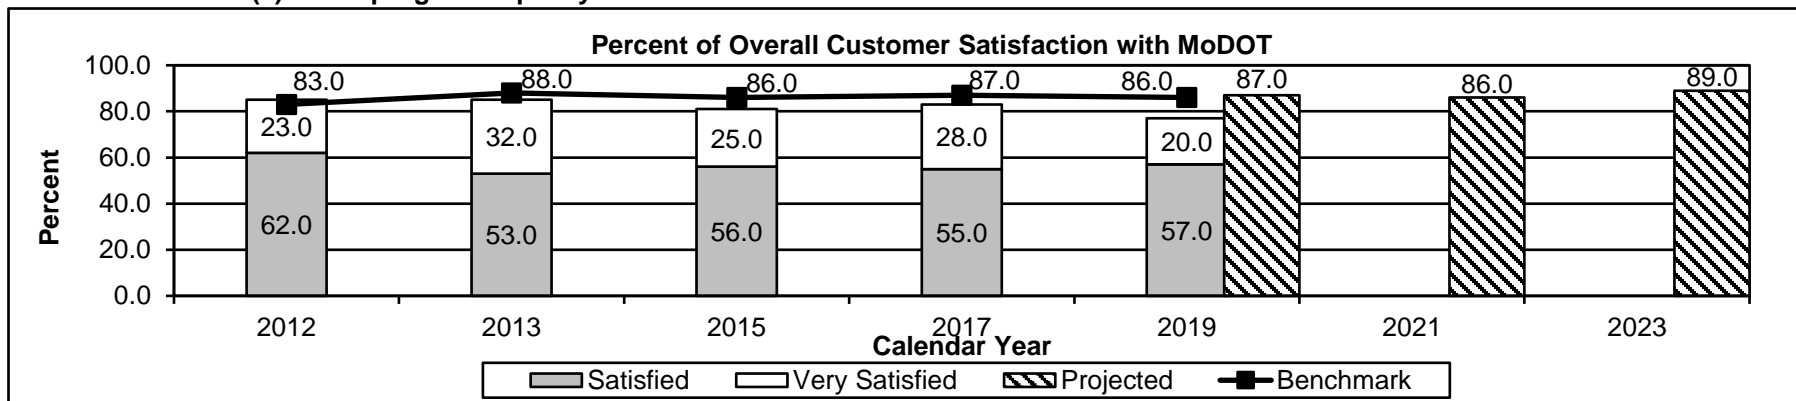 Percent of Overall Customer Satisfaction with MoDOT
100.0
80.0
60.0
40.0
20.0
0.0
Percent
83.0 88.0 86.0 87.0 86.0 87.0 86.0 89.0
23.0 32.0 25.0 28.0 20.0
62.0 53.0 56.0 55.0 57.0
2012 2013 2015 2017 2019 2021 2023
Calendar Year
Satisfied Very Satisfied Projected Benchmark